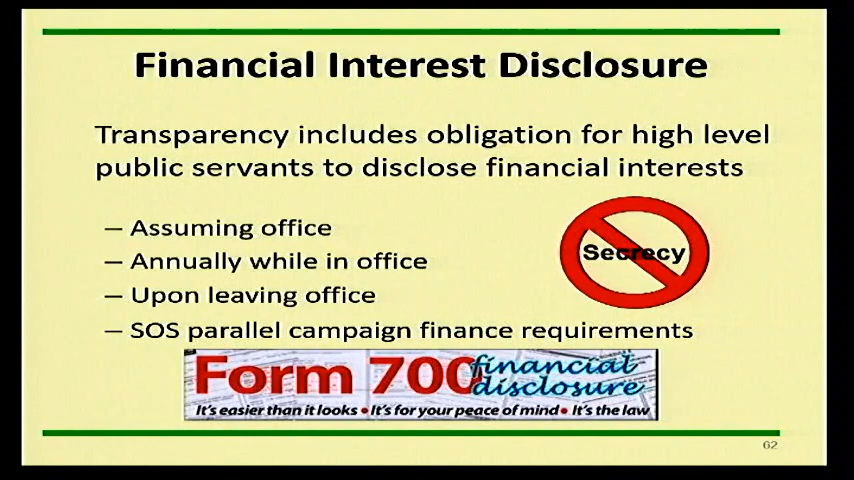 Financial Interest Disclosure
Transparency includes obligation for high level
public servants to disclose financial interests
– Assuming office
– Annually while in office
– Upon leaving office
– SOS parallel campaign finance requirements
Secrecy
Form 700 financial disclosure
It's easier than it looks • It's for your peace of mind • It's the law
62